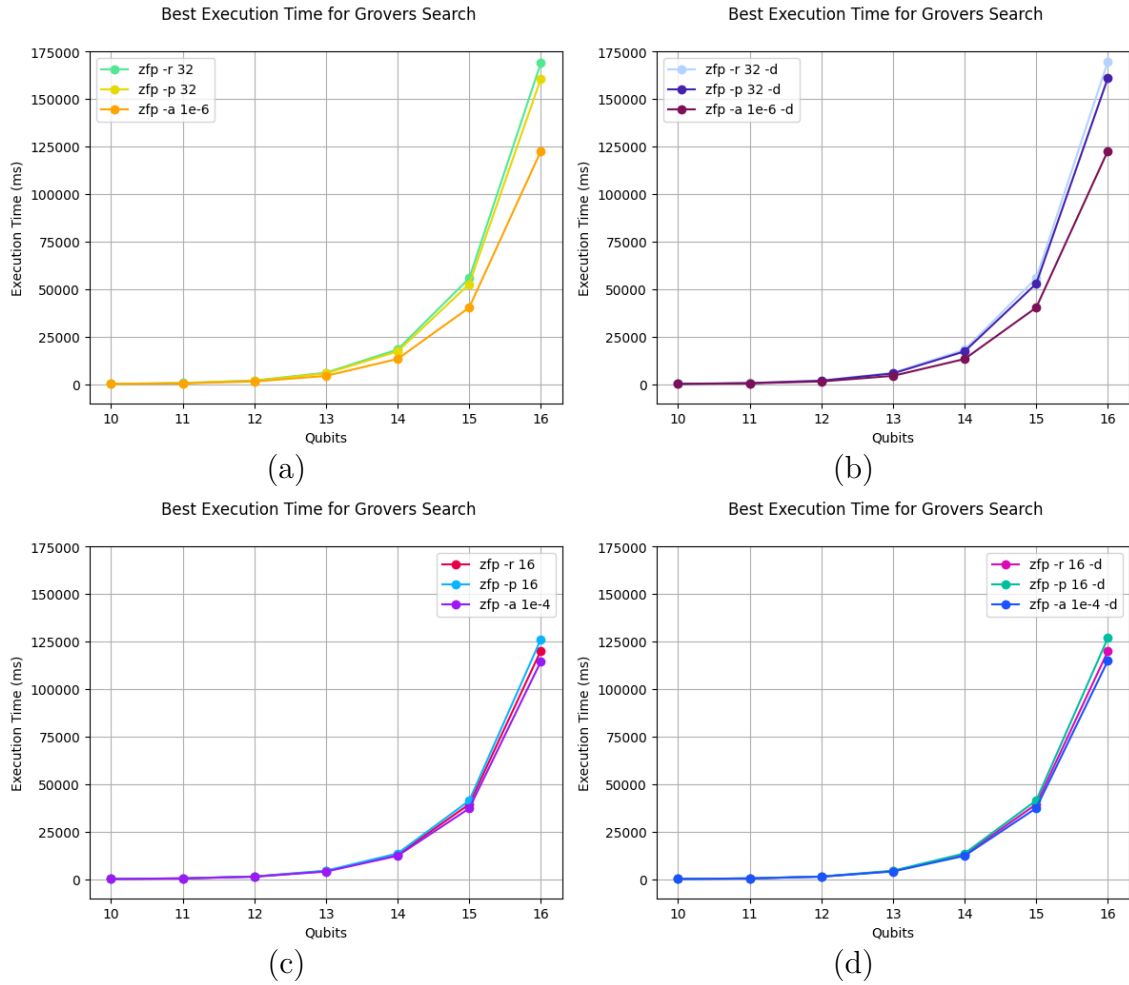 Best Execution Time for Grovers Search
175000
150000
125000
100000
75000
50000
25000
0
Execution Time (ms)
zfp -r 32
zfp -p 32
zfp -a 1e-6
10 11 12 13 14 15 16
Qubits
(a)
Best Execution Time for Grovers Search
175000
150000
125000
100000
75000
50000
25000
0
Execution Time (ms)
zfp -r 32 -d
zfp -p 32 -d
zfp -a 1e-6 -d
10 11 12 13 14 15 16
Qubits
(b)
Best Execution Time for Grovers Search
175000
150000
125000
100000
75000
50000
25000
0
Execution Time (ms)
zfp -r 16
zfp -p 16
zfp -a 1e-4
10 11 12 13 14 15 16
Qubits
(c)
Best Execution Time for Grovers Search
175000
150000
125000
100000
75000
50000
25000
0
Execution Time (ms)
zfp -r 16 -d
zfp -p 16 -d
zfp -a 1e-4 -d
10 11 12 13 14 15 16
Qubits
(d)